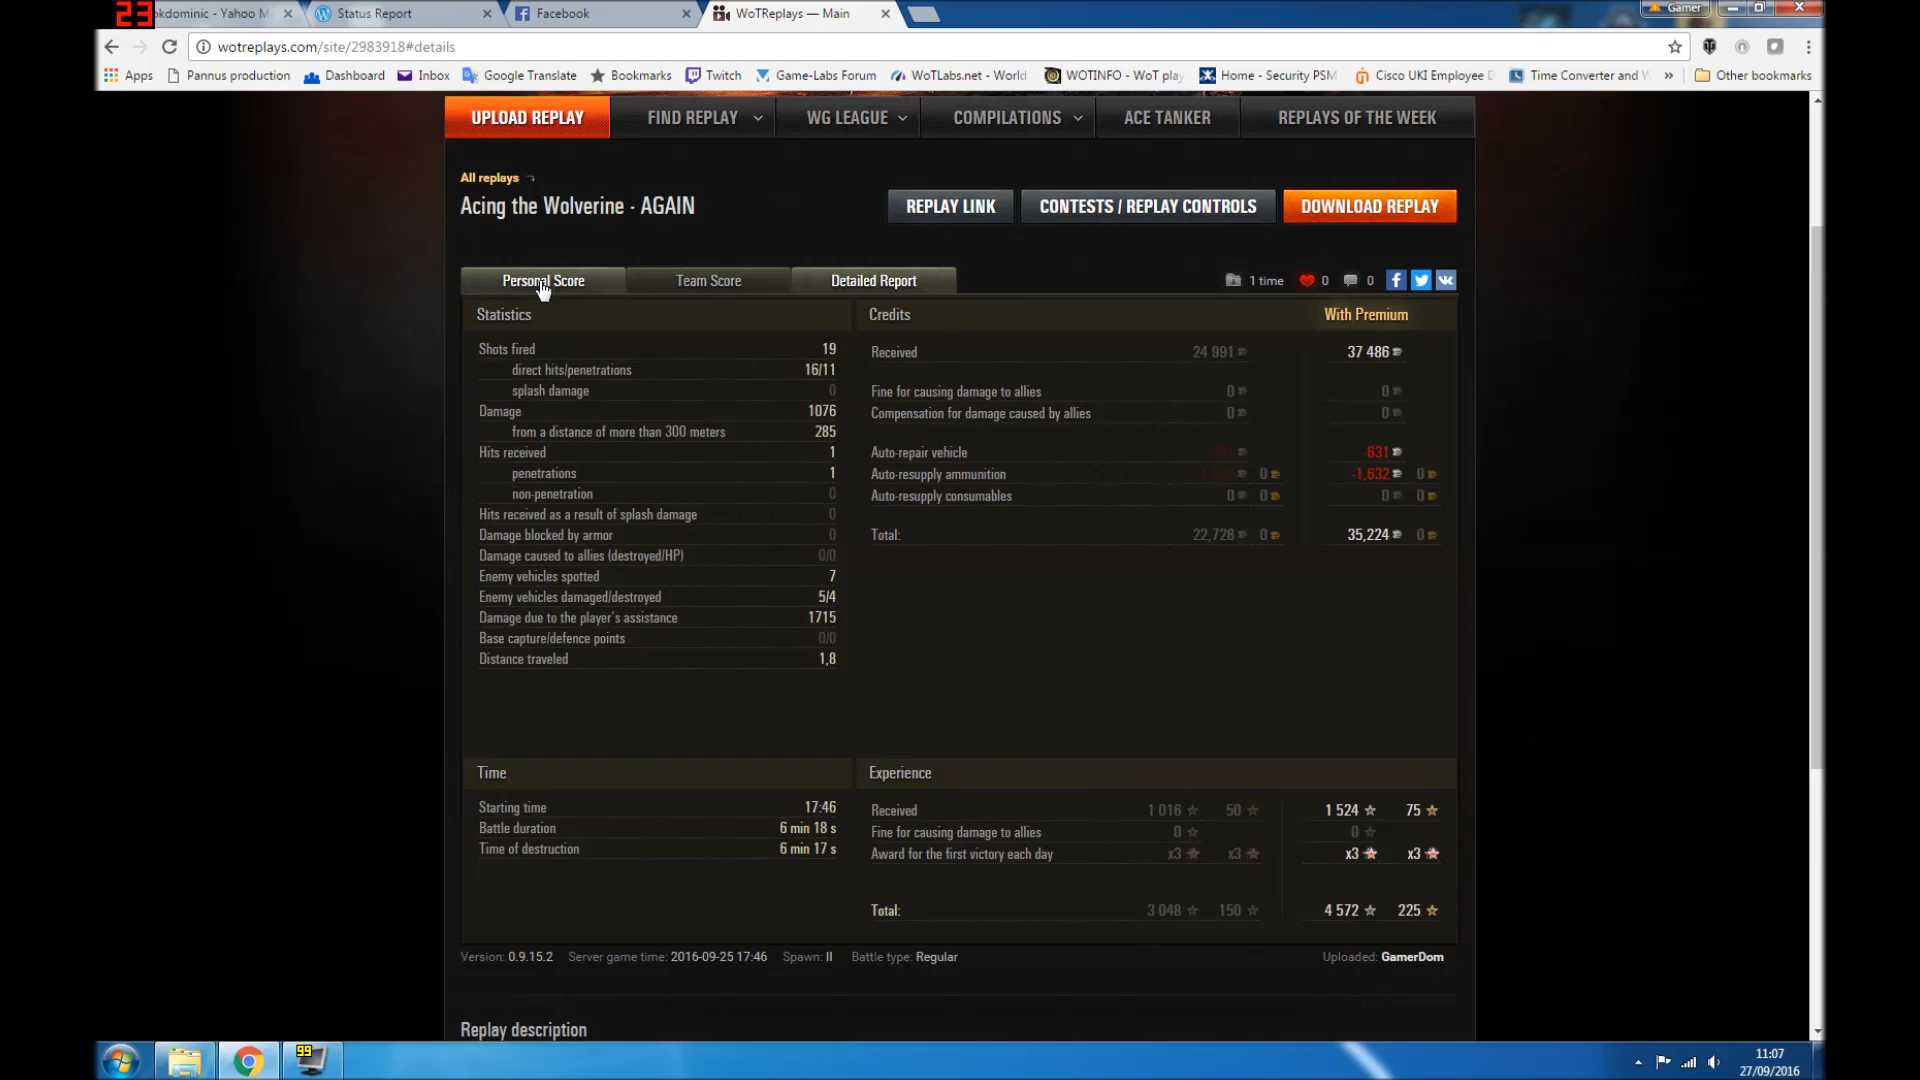 23
okdominic - Yahoo M
Status Report
Facebook
WoTReplays — Main
Gamer
wotreplays.com/site/2983918#details
Apps
Pannus production
Dashboard
Inbox
Google Translate
Bookmarks
Twitch
Game-Labs Forum
WoTLabs.net - World
WOTINFO - WoT play
Home - Security PSM
Cisco UKI Employee D
Time Converter and W
»
Other bookmarks
UPLOAD REPLAY
FIND REPLAY
WG LEAGUE
COMPILATIONS
ACE TANKER
REPLAYS OF THE WEEK
All replays
Acing the Wolverine - AGAIN
REPLAY LINK
CONTESTS / REPLAY CONTROLS
DOWNLOAD REPLAY
Personal Score
Team Score
Detailed Report
1 time
0
0
Statistics
Shots fired 19
direct hits/penetrations 16/11
splash damage 0
Damage 1076
from a distance of more than 300 meters 285
Hits received 1
penetrations 1
non-penetration 0
Hits received as a result of splash damage 0
Damage blocked by armor 0
Damage caused to allies (destroyed/HP) 0/0
Enemy vehicles spotted 7
Enemy vehicles damaged/destroyed 5/4
Damage due to the player's assistance 1715
Base capture/defence points 0/0
Distance traveled 1,8
Credits With Premium
Received 24 991 37 486
Fine for causing damage to allies 0 0
Compensation for damage caused by allies 0 0
Auto-repair vehicle -631
Auto-resupply ammunition 0 -1,632 0
Auto-resupply consumables 0 0 0 0
Total: 22,728 0 35,224 0
Time
Starting time 17:46
Battle duration 6 min 18 s
Time of destruction 6 min 17 s
Experience
Received 1 016 50 1 524 75
Fine for causing damage to allies 0 0
Award for the first victory each day x3 x3 x3 x3
Total: 3 048 150 4 572 225
Version: 0.9.15.2 Server game time: 2016-09-25 17:46 Spawn: II Battle type: Regular Uploaded: GamerDom
Replay description
99
11:07
27/09/2016